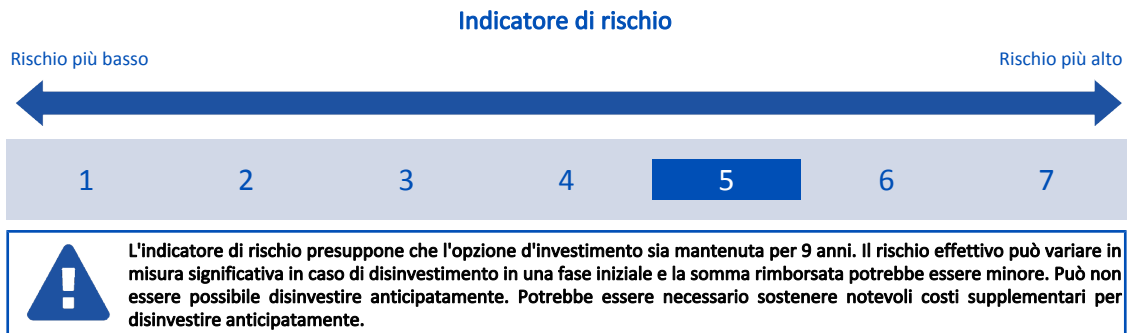 Indicatore di rischio
Rischio più basso
Rischio più alto
1 2 3 4 5 6 7
L'indicatore di rischio presuppone che l'opzione d'investimento sia mantenuta per 9 anni. Il rischio effettivo può variare in
misura significativa in caso di disinvestimento in una fase iniziale e la somma rimborsata potrebbe essere minore. Può non
essere possibile disinvestire anticipatamente. Potrebbe essere necessario sostenere notevoli costi supplementari per
disinvestire anticipatamente.